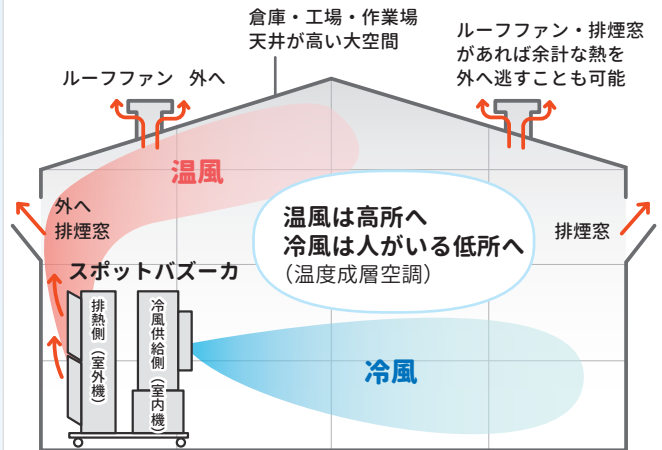 倉庫・工場・作業場
天井が高い大空間
ルーフファン・排煙窓
があれば余計な熱を
外へ逃すことも可能
ルーフファン 外へ
温風
外へ
排煙窓
温風は高所へ
冷風は人がいる低所へ
（温度成層空調）
排煙窓
スポットバズーカ
排熱側（室外機）
冷風供給側（室内機）
冷風